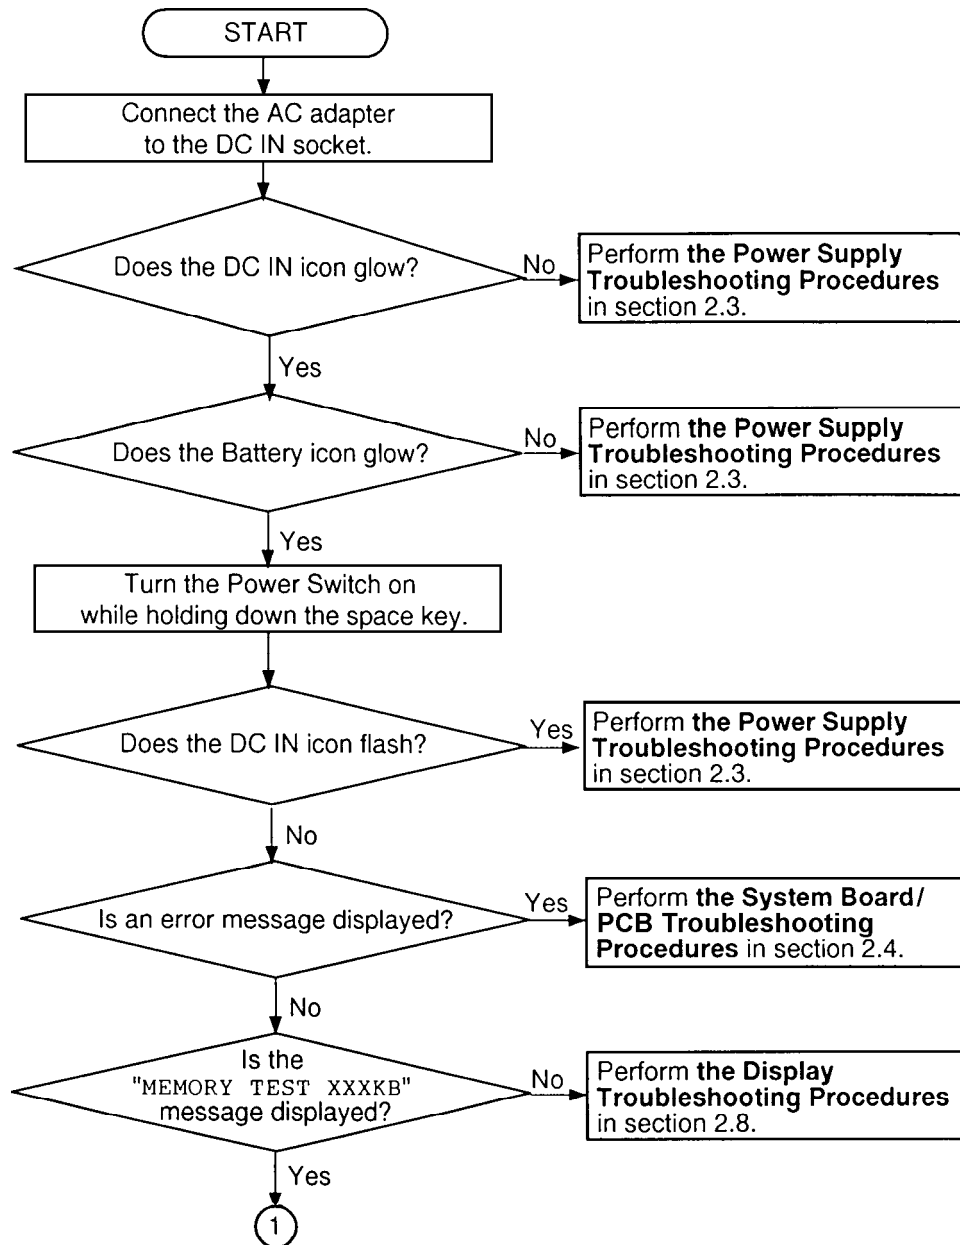 START
Connect the AC adapter
to the DC IN socket.
Does the DC IN icon glow?
No
Perform the Power Supply
Troubleshooting Procedures
in section 2.3.
Yes
Does the Battery icon glow?
No
Perform the Power Supply
Troubleshooting Procedures
in section 2.3.
Yes
Turn the Power Switch on
while holding down the space key.
Does the DC IN icon flash?
Yes
Perform the Power Supply
Troubleshooting Procedures
in section 2.3.
No
Is an error message displayed?
Yes
Perform the System Board/
PCB Troubleshooting
Procedures in section 2.4.
No
Is the
"MEMORY TEST XXXKB"
message displayed?
No
Perform the Display
Troubleshooting Procedures
in section 2.8.
Yes
1